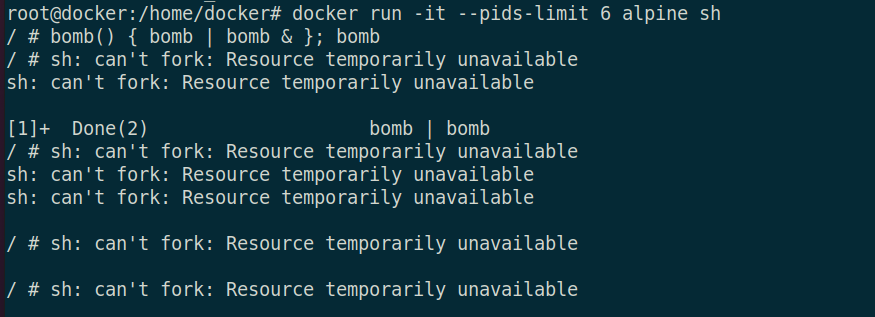 root@docker:/home/docker# docker run -it --pids-limit 6 alpine sh
/ # bomb() { bomb | bomb & }; bomb
/ # sh: can't fork: Resource temporarily unavailable
sh: can't fork: Resource temporarily unavailable
[1]+  Done(2)                    bomb | bomb
/ # sh: can't fork: Resource temporarily unavailable
sh: can't fork: Resource temporarily unavailable
sh: can't fork: Resource temporarily unavailable
/ # sh: can't fork: Resource temporarily unavailable
/ # sh: can't fork: Resource temporarily unavailable